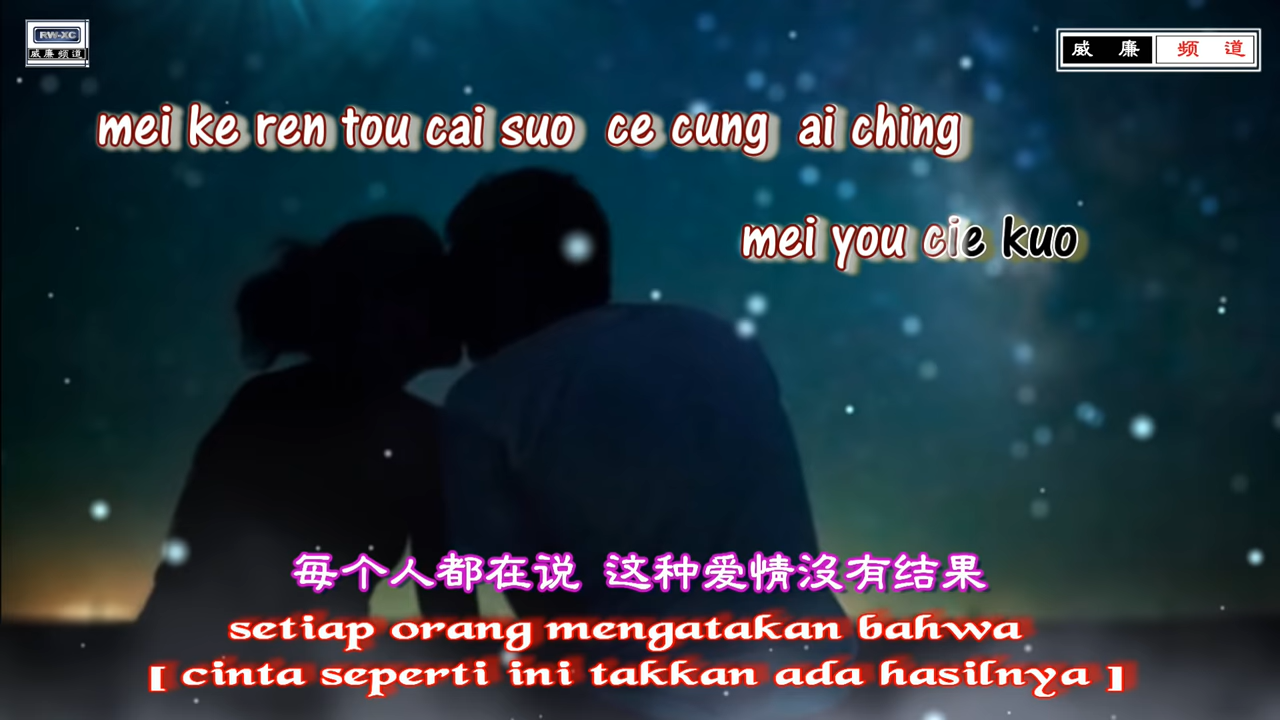 RW-XC
威廉频道
威廉频道
mei ke ren tou cai suo ce cung ai ching
mei you cie kuo
每个人都在说 这种爱情沒有结果
setiap orang mengatakan bahwa
[ cinta seperti ini takkan ada hasilnya ]